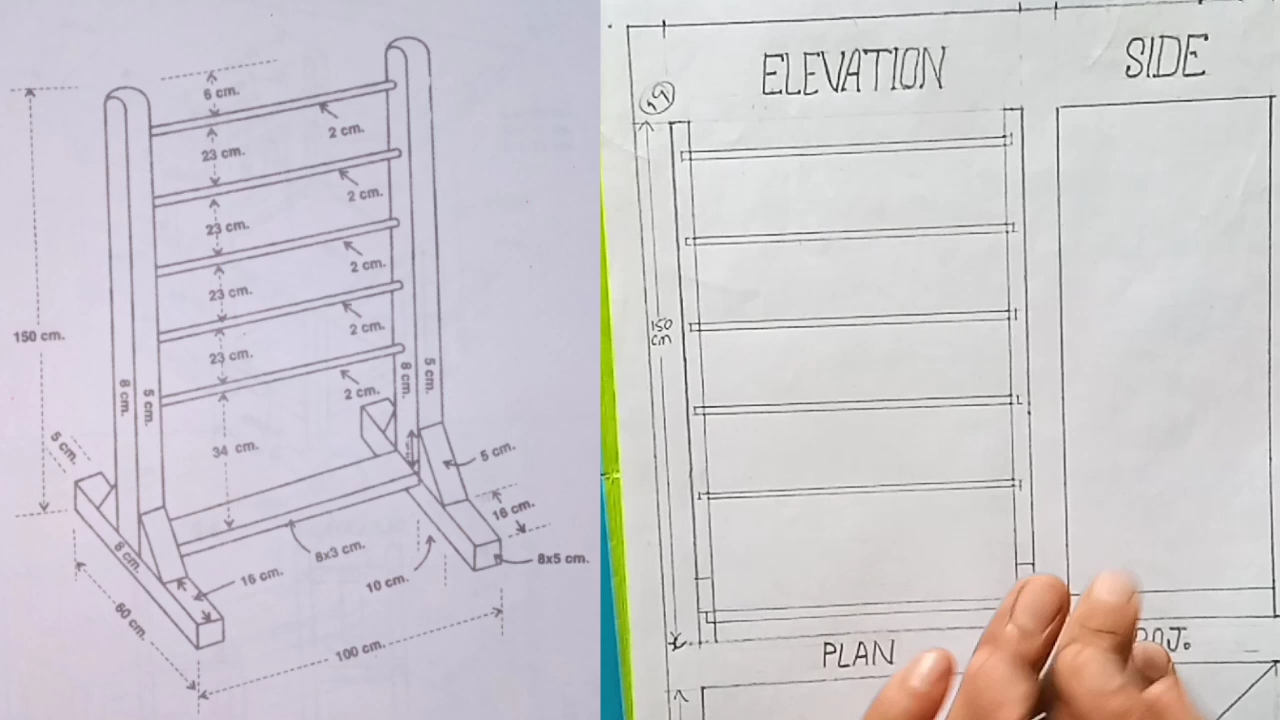 6 cm.
2 cm.
23 cm.
2 cm.
23 cm.
2 cm.
23 cm.
2 cm.
23 cm.
2 cm.
150 cm.
8 cm.
5 cm.
8 cm.
5 cm.
34 cm.
5 cm.
5 cm.
16 cm.
8x3 cm.
8x5 cm.
8 cm.
16 cm.
10 cm.
60 cm.
100 cm.
ELEVATION
SIDE
150
cm
PLAN